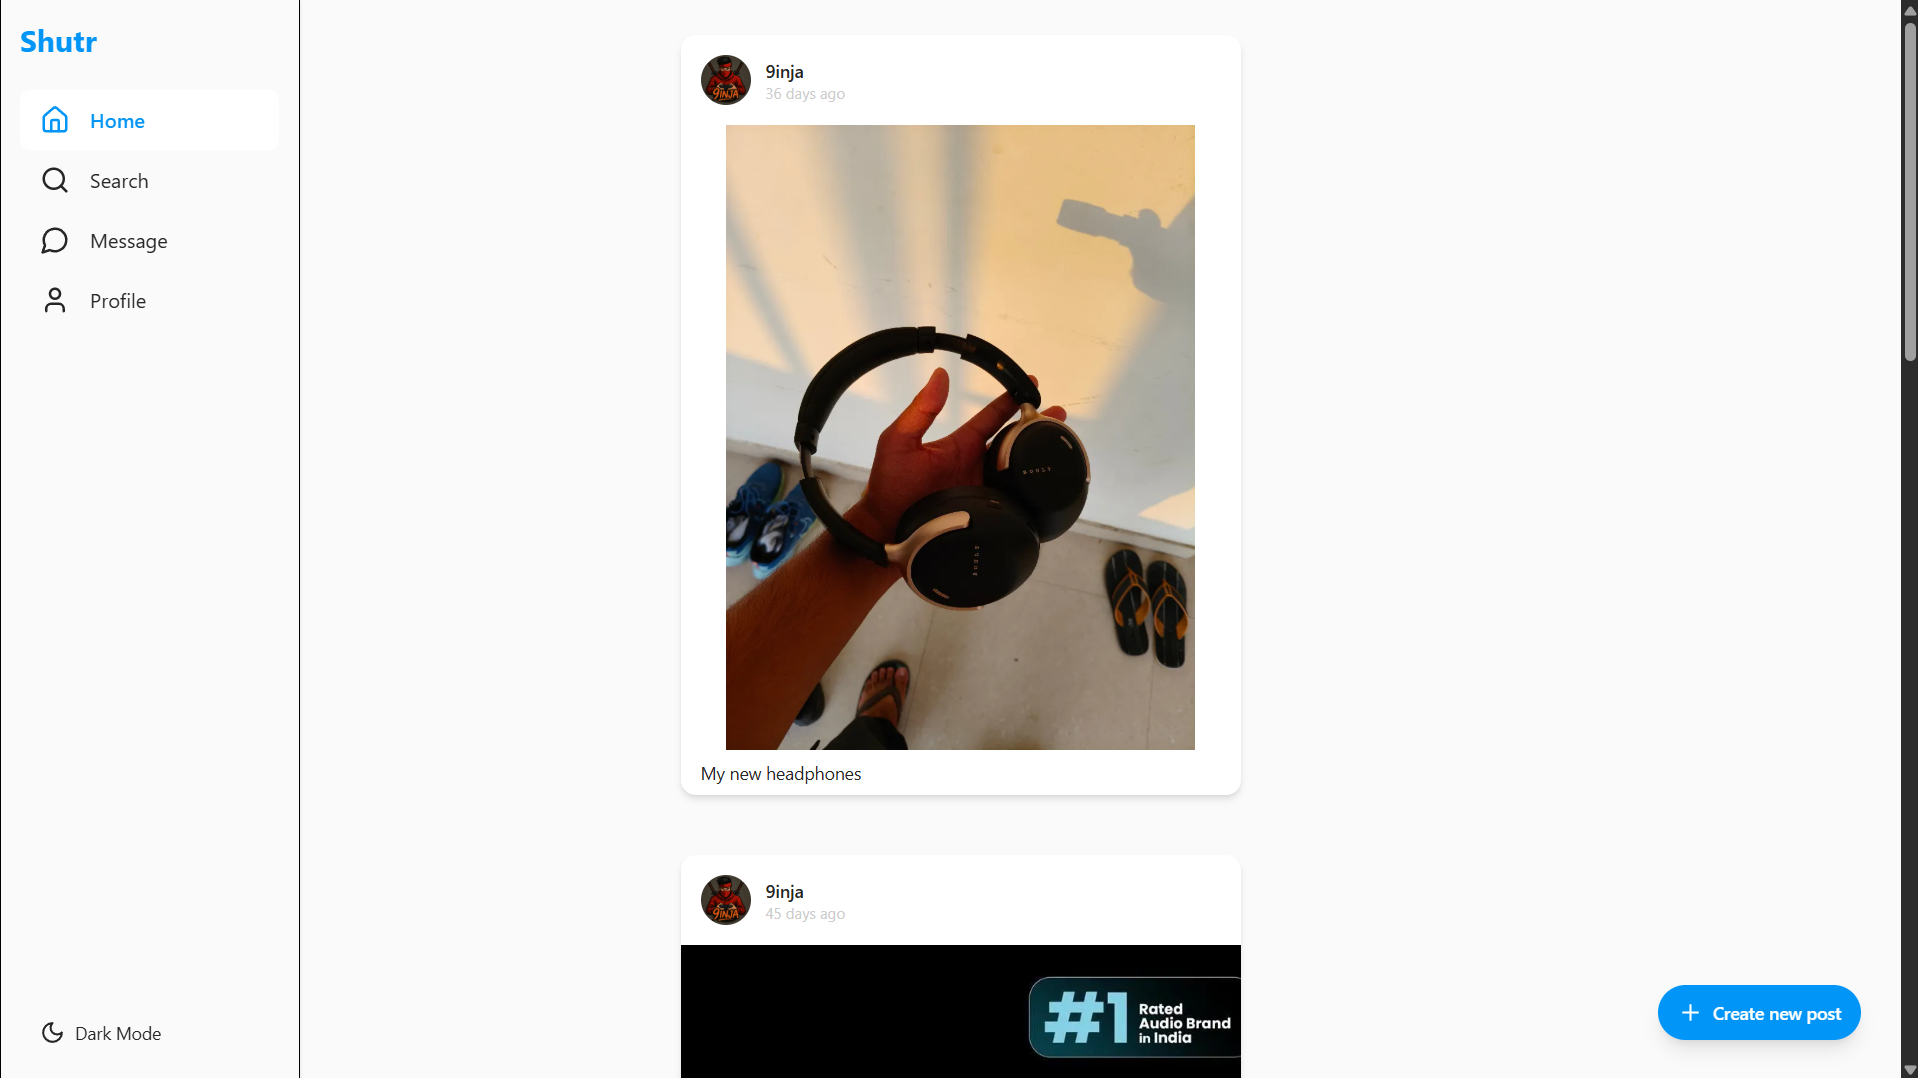 Shutr
Home
Search
Message
Profile
Dark Mode
9inja
36 days ago
My new headphones
9inja
45 days ago
#1
Rated
Audio Brand
in India
Create new post